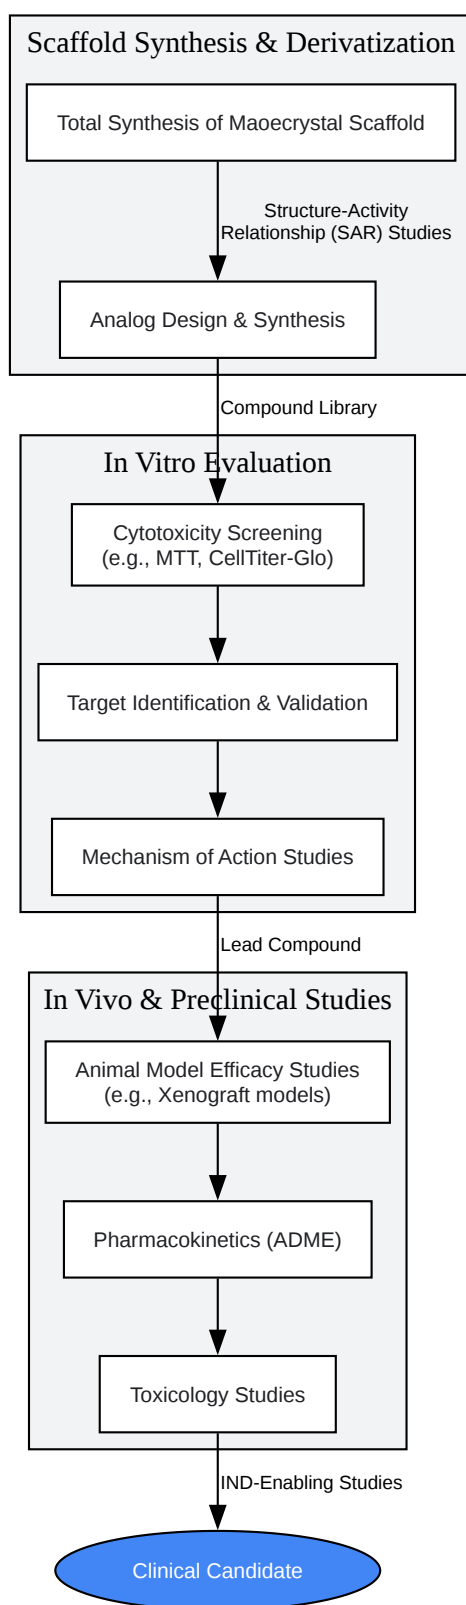 Scaffold Synthesis & Derivatization
Total Synthesis of Maoecrystal Scaffold
Structure-Activity
Relationship (SAR) Studies
Analog Design & Synthesis
Compound Library
In Vitro Evaluation
Cytotoxicity Screening
(e.g., MTT, CellTiter-Glo)
Target Identification & Validation
Mechanism of Action Studies
Lead Compound
In Vivo & Preclinical Studies
Animal Model Efficacy Studies
(e.g., Xenograft models)
Pharmacokinetics (ADME)
Toxicology Studies
IND-Enabling Studies
Clinical Candidate